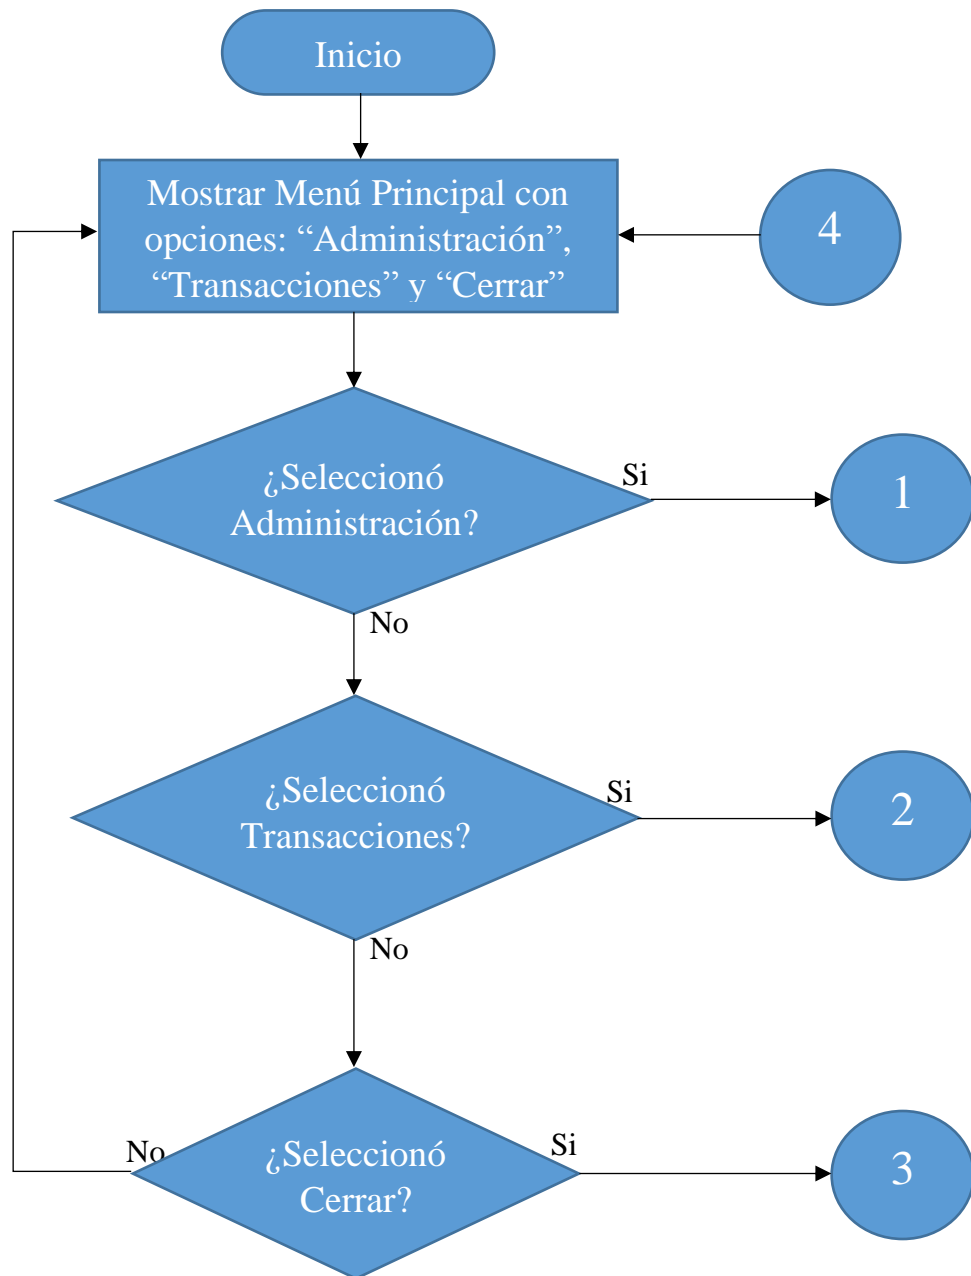 Inicio
Mostrar Menú Principal con
opciones: “Administración”,
“Transacciones” y “Cerrar”
4
¿Seleccionó
Administración?
Si
1
No
¿Seleccionó
Transacciones?
Si
2
No
¿Seleccionó
Cerrar?
No
Si
3